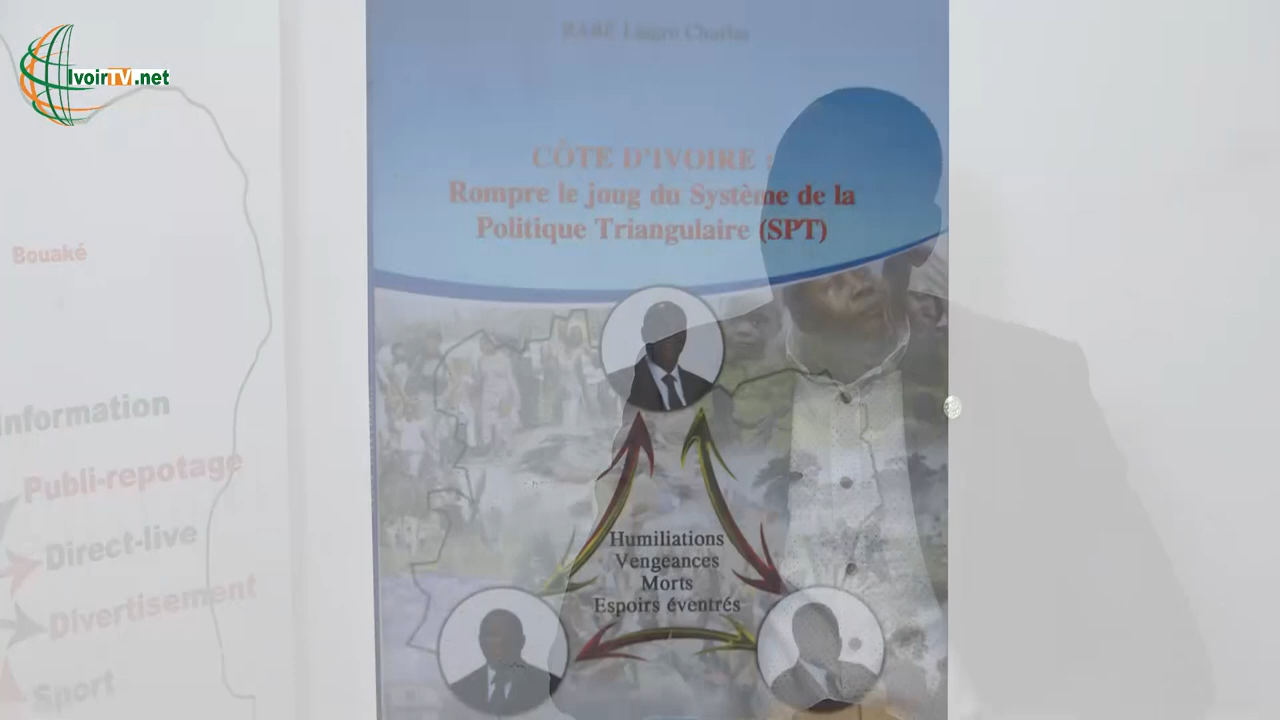 IvoirTV.net
Bouaké
Information
Publi-repotage
Direct-live
Divertisement
Sport
CÔTE D'IVOIRE :
Rompre le joug du Système de la
Politique Triangulaire (SPT)
Humiliations
Vengeances
Morts
Espoirs éventrés